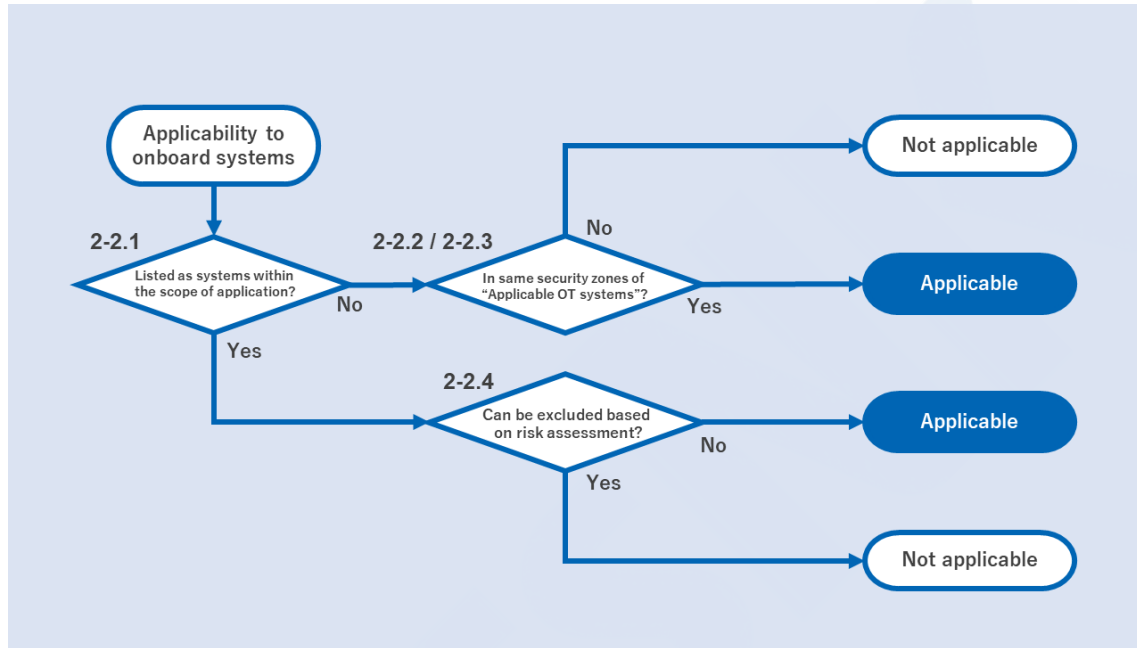 Applicability to
onboard systems
2-2.1
Listed as systems within
the scope of application?
No
Yes
2-2.2 / 2-2.3
In same security zones of
“Applicable OT systems”?
No
Yes
Not applicable
Applicable
2-2.4
Can be excluded based
on risk assessment?
No
Yes
Applicable
Not applicable